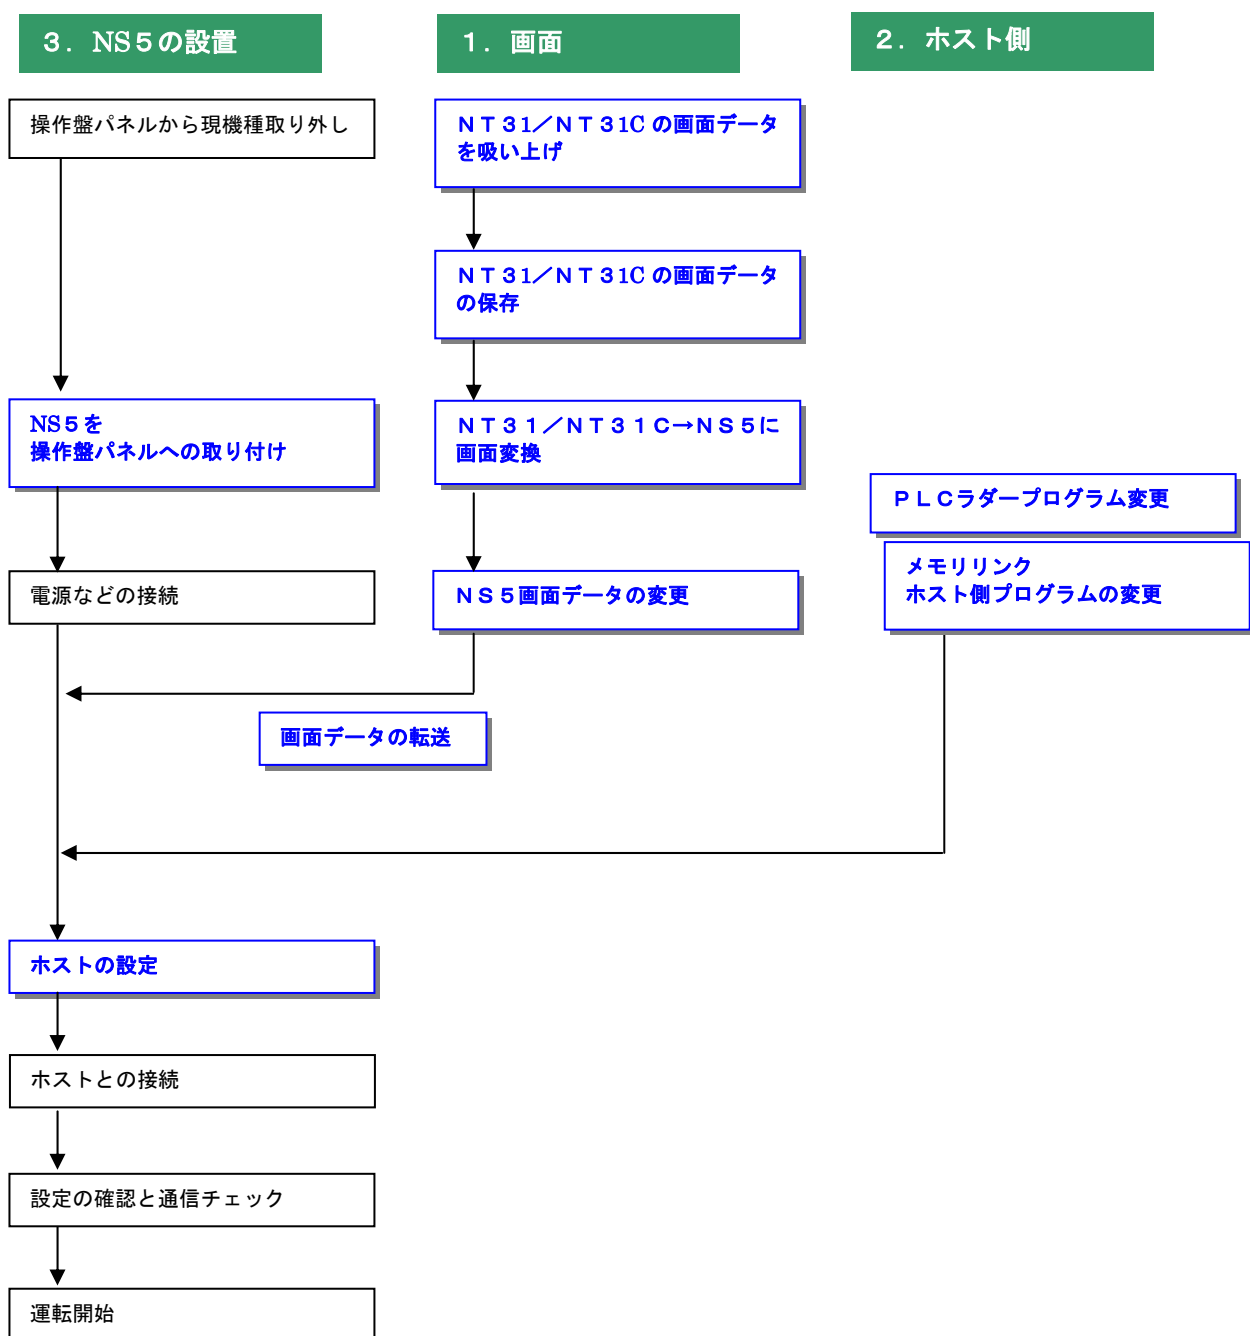 ３．NS５の設置
１．画面
２．ホスト側
操作盤パネルから現機種取り外し
ＮＴ３1／ＮＴ３1C の画面データ
を吸い上げ
ＮＴ３1／ＮＴ３1C の画面データ
の保存
NS５を
操作盤パネルへの取り付け
ＮＴ３１／ＮＴ３１Ｃ→ＮＳ５に
画面変換
ＰＬＣラダープログラム変更
メモリリンク
ホスト側プログラムの変更
電源などの接続
ＮＳ５画面データの変更
画面データの転送
ホストの設定
ホストとの接続
設定の確認と通信チェック
運転開始